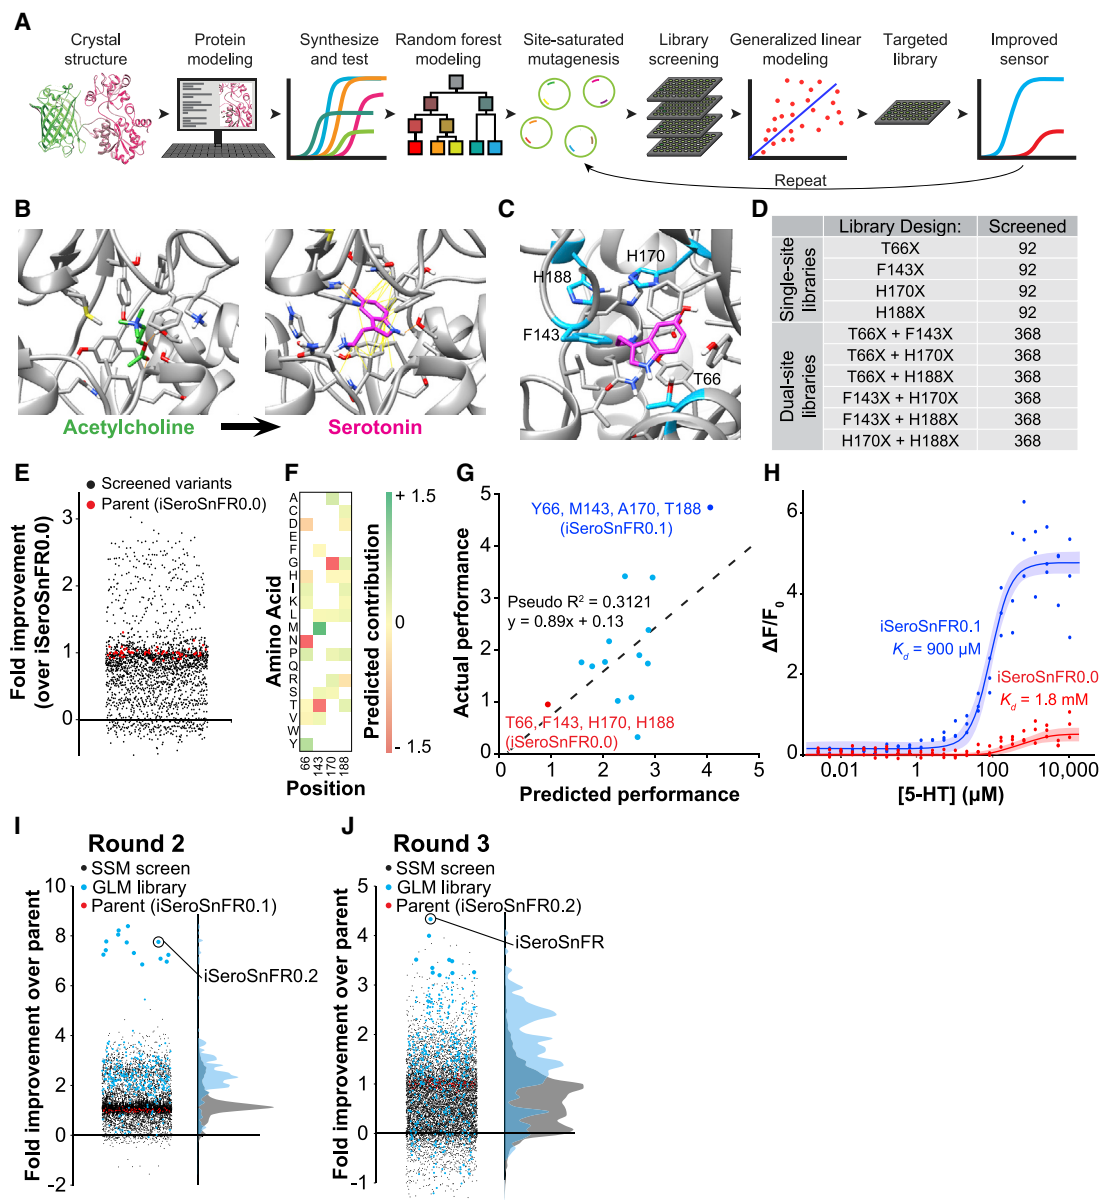 A
Crystal
structure
Protein
modeling
Synthesize
and test
Random forest
modeling
Site-saturated
mutagenesis
Library
screening
Generalized linear
modeling
Targeted
library
Improved
sensor
Repeat
B
Acetylcholine
Serotonin
C
H170
H188
F143
T66
D
Single-site
libraries
Dual-site
libraries
Library Design: Screened
T66X 92
F143X 92
H170X 92
H188X 92
T66X + F143X 368
T66X + H170X 368
T66X + H188X 368
F143X + H170X 368
F143X + H188X 368
H170X + H188X 368
E
Screened variants
Parent (iSeroSnFR0.0)
Fold improvement
(over iSeroSnFR0.0)
3
2
1
0
F
Amino Acid
A
C
D
E
F
G
H
I
K
L
M
N
P
Q
R
S
T
V
W
Y
66
143
170
188
Position
Predicted contribution
+ 1.5
0
- 1.5
G
Actual performance
5
4
3
2
1
0
Y66, M143, A170, T188
(iSeroSnFR0.1)
Pseudo R² = 0.3121
y = 0.89x + 0.13
T66, F143, H170, H188
(iSeroSnFR0.0)
0 1 2 3 4 5
Predicted performance
H
ΔF/F₀
6
4
2
0
iSeroSnFR0.1
Kd = 900 µM
iSeroSnFR0.0
Kd = 1.8 mM
0.01 1 100 10,000
[5-HT] (µM)
I
Round 2
SSM screen
GLM library
Parent (iSeroSnFR0.1)
Fold improvement over parent
10
8
6
4
2
0
-2
iSeroSnFR0.2
J
Round 3
SSM screen
GLM library
Parent (iSeroSnFR0.2)
Fold improvement over parent
5
4
3
2
1
0
-1
iSeroSnFR